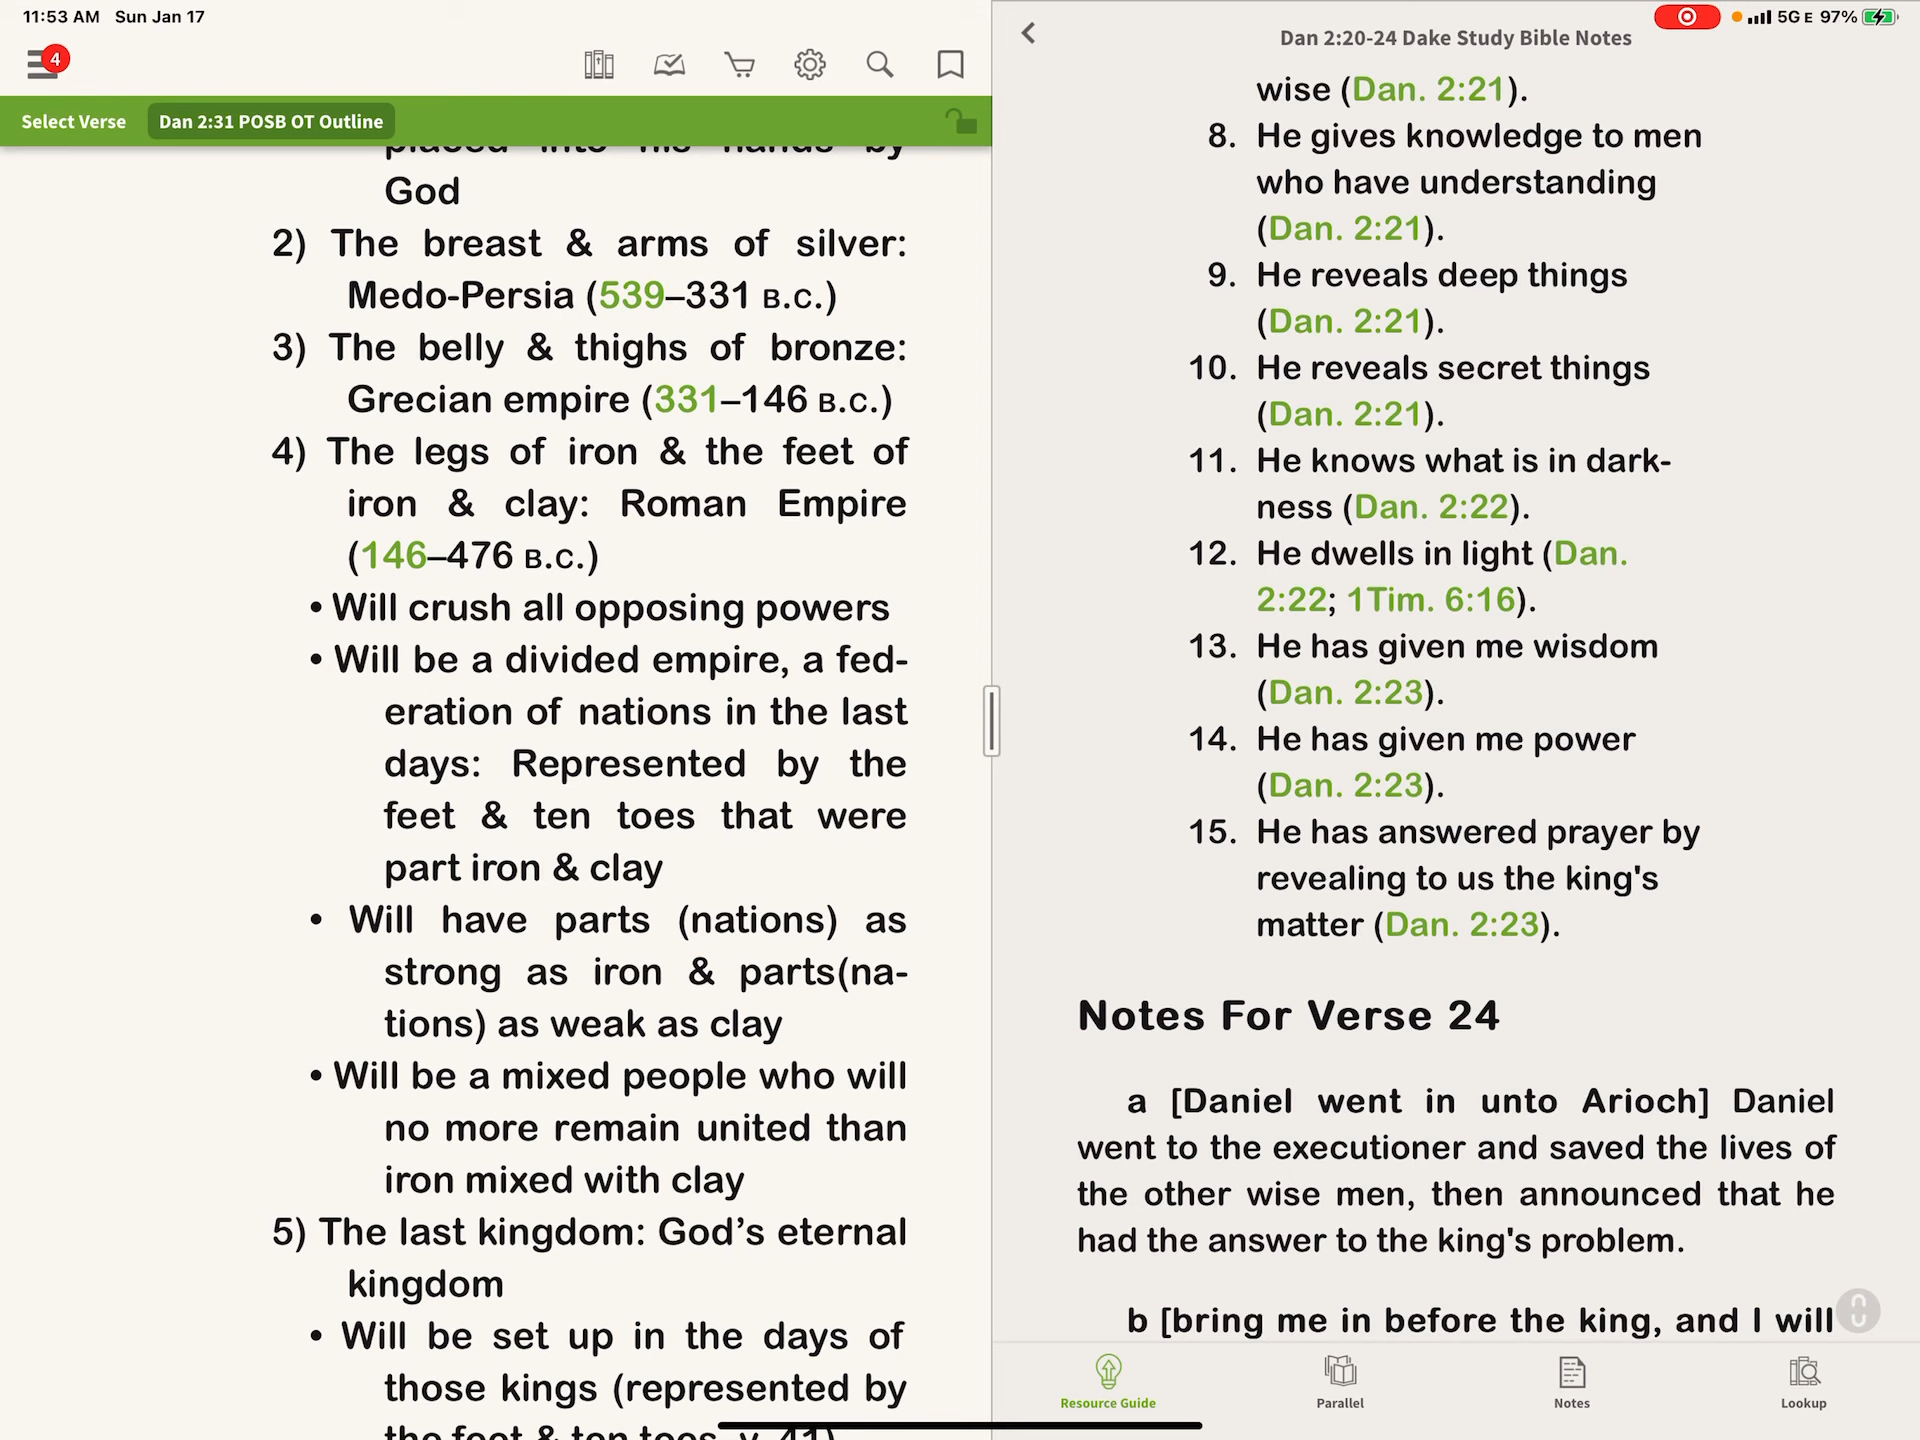 11:53 AM Sun Jan 17
5G E 97%
4
Select Verse
Dan 2:31 POSB OT Outline
placed into his hands by
God
2) The breast & arms of silver:
Medo-Persia (539–331 B.C.)
3) The belly & thighs of bronze:
Grecian empire (331–146 B.C.)
4) The legs of iron & the feet of
iron & clay: Roman Empire
(146–476 B.C.)
• Will crush all opposing powers
• Will be a divided empire, a fed-
eration of nations in the last
days: Represented by the
feet & ten toes that were
part iron & clay
• Will have parts (nations) as
strong as iron & parts(na-
tions) as weak as clay
• Will be a mixed people who will
no more remain united than
iron mixed with clay
5) The last kingdom: God’s eternal
kingdom
• Will be set up in the days of
those kings (represented by
the feet & ten toes, v. 41)
Dan 2:20-24 Dake Study Bible Notes
wise (Dan. 2:21).
8. He gives knowledge to men
who have understanding
(Dan. 2:21).
9. He reveals deep things
(Dan. 2:21).
10. He reveals secret things
(Dan. 2:21).
11. He knows what is in dark-
ness (Dan. 2:22).
12. He dwells in light (Dan.
2:22; 1Tim. 6:16).
13. He has given me wisdom
(Dan. 2:23).
14. He has given me power
(Dan. 2:23).
15. He has answered prayer by
revealing to us the king's
matter (Dan. 2:23).
Notes For Verse 24
a [Daniel went in unto Arioch] Daniel
went to the executioner and saved the lives of
the other wise men, then announced that he
had the answer to the king's problem.
b [bring me in before the king, and I will
Resource Guide
Parallel
Notes
Lookup